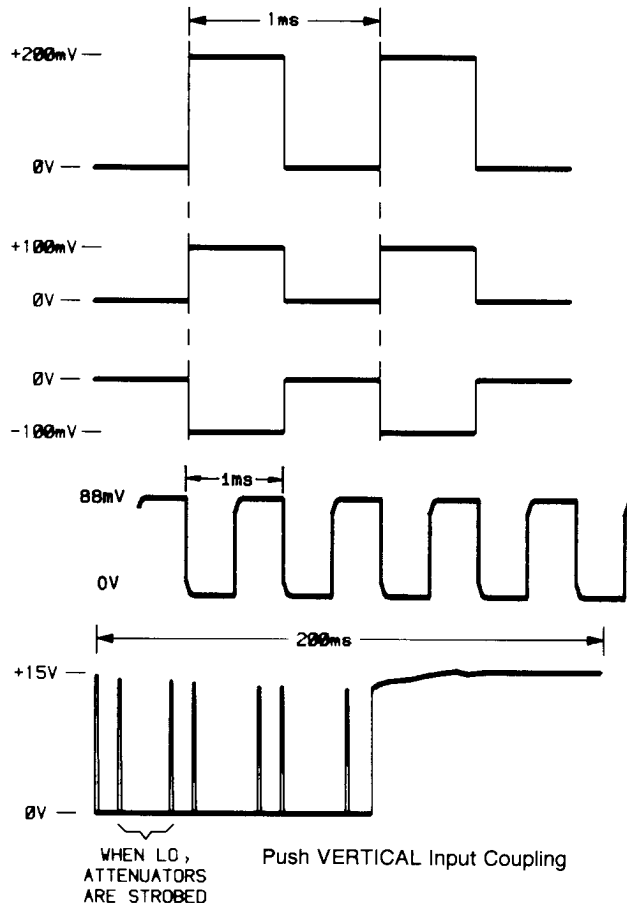 1ms
+200mV
0V
+100mV
0V
0V
-100mV
1ms
88mV
0V
200ms
+15V
0V
WHEN LO,
ATTENUATORS
ARE STROBED
Push VERTICAL Input Coupling